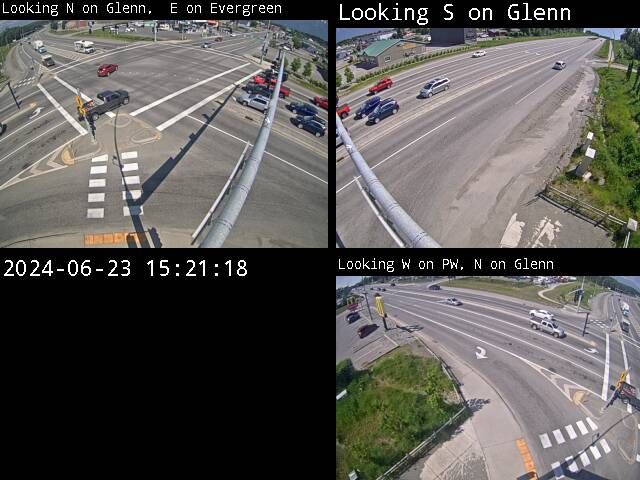 Looking N on Glenn, E on Evergreen
Looking S on Glenn
2024-06-23 15:21:18
Looking W on PW, N on Glenn